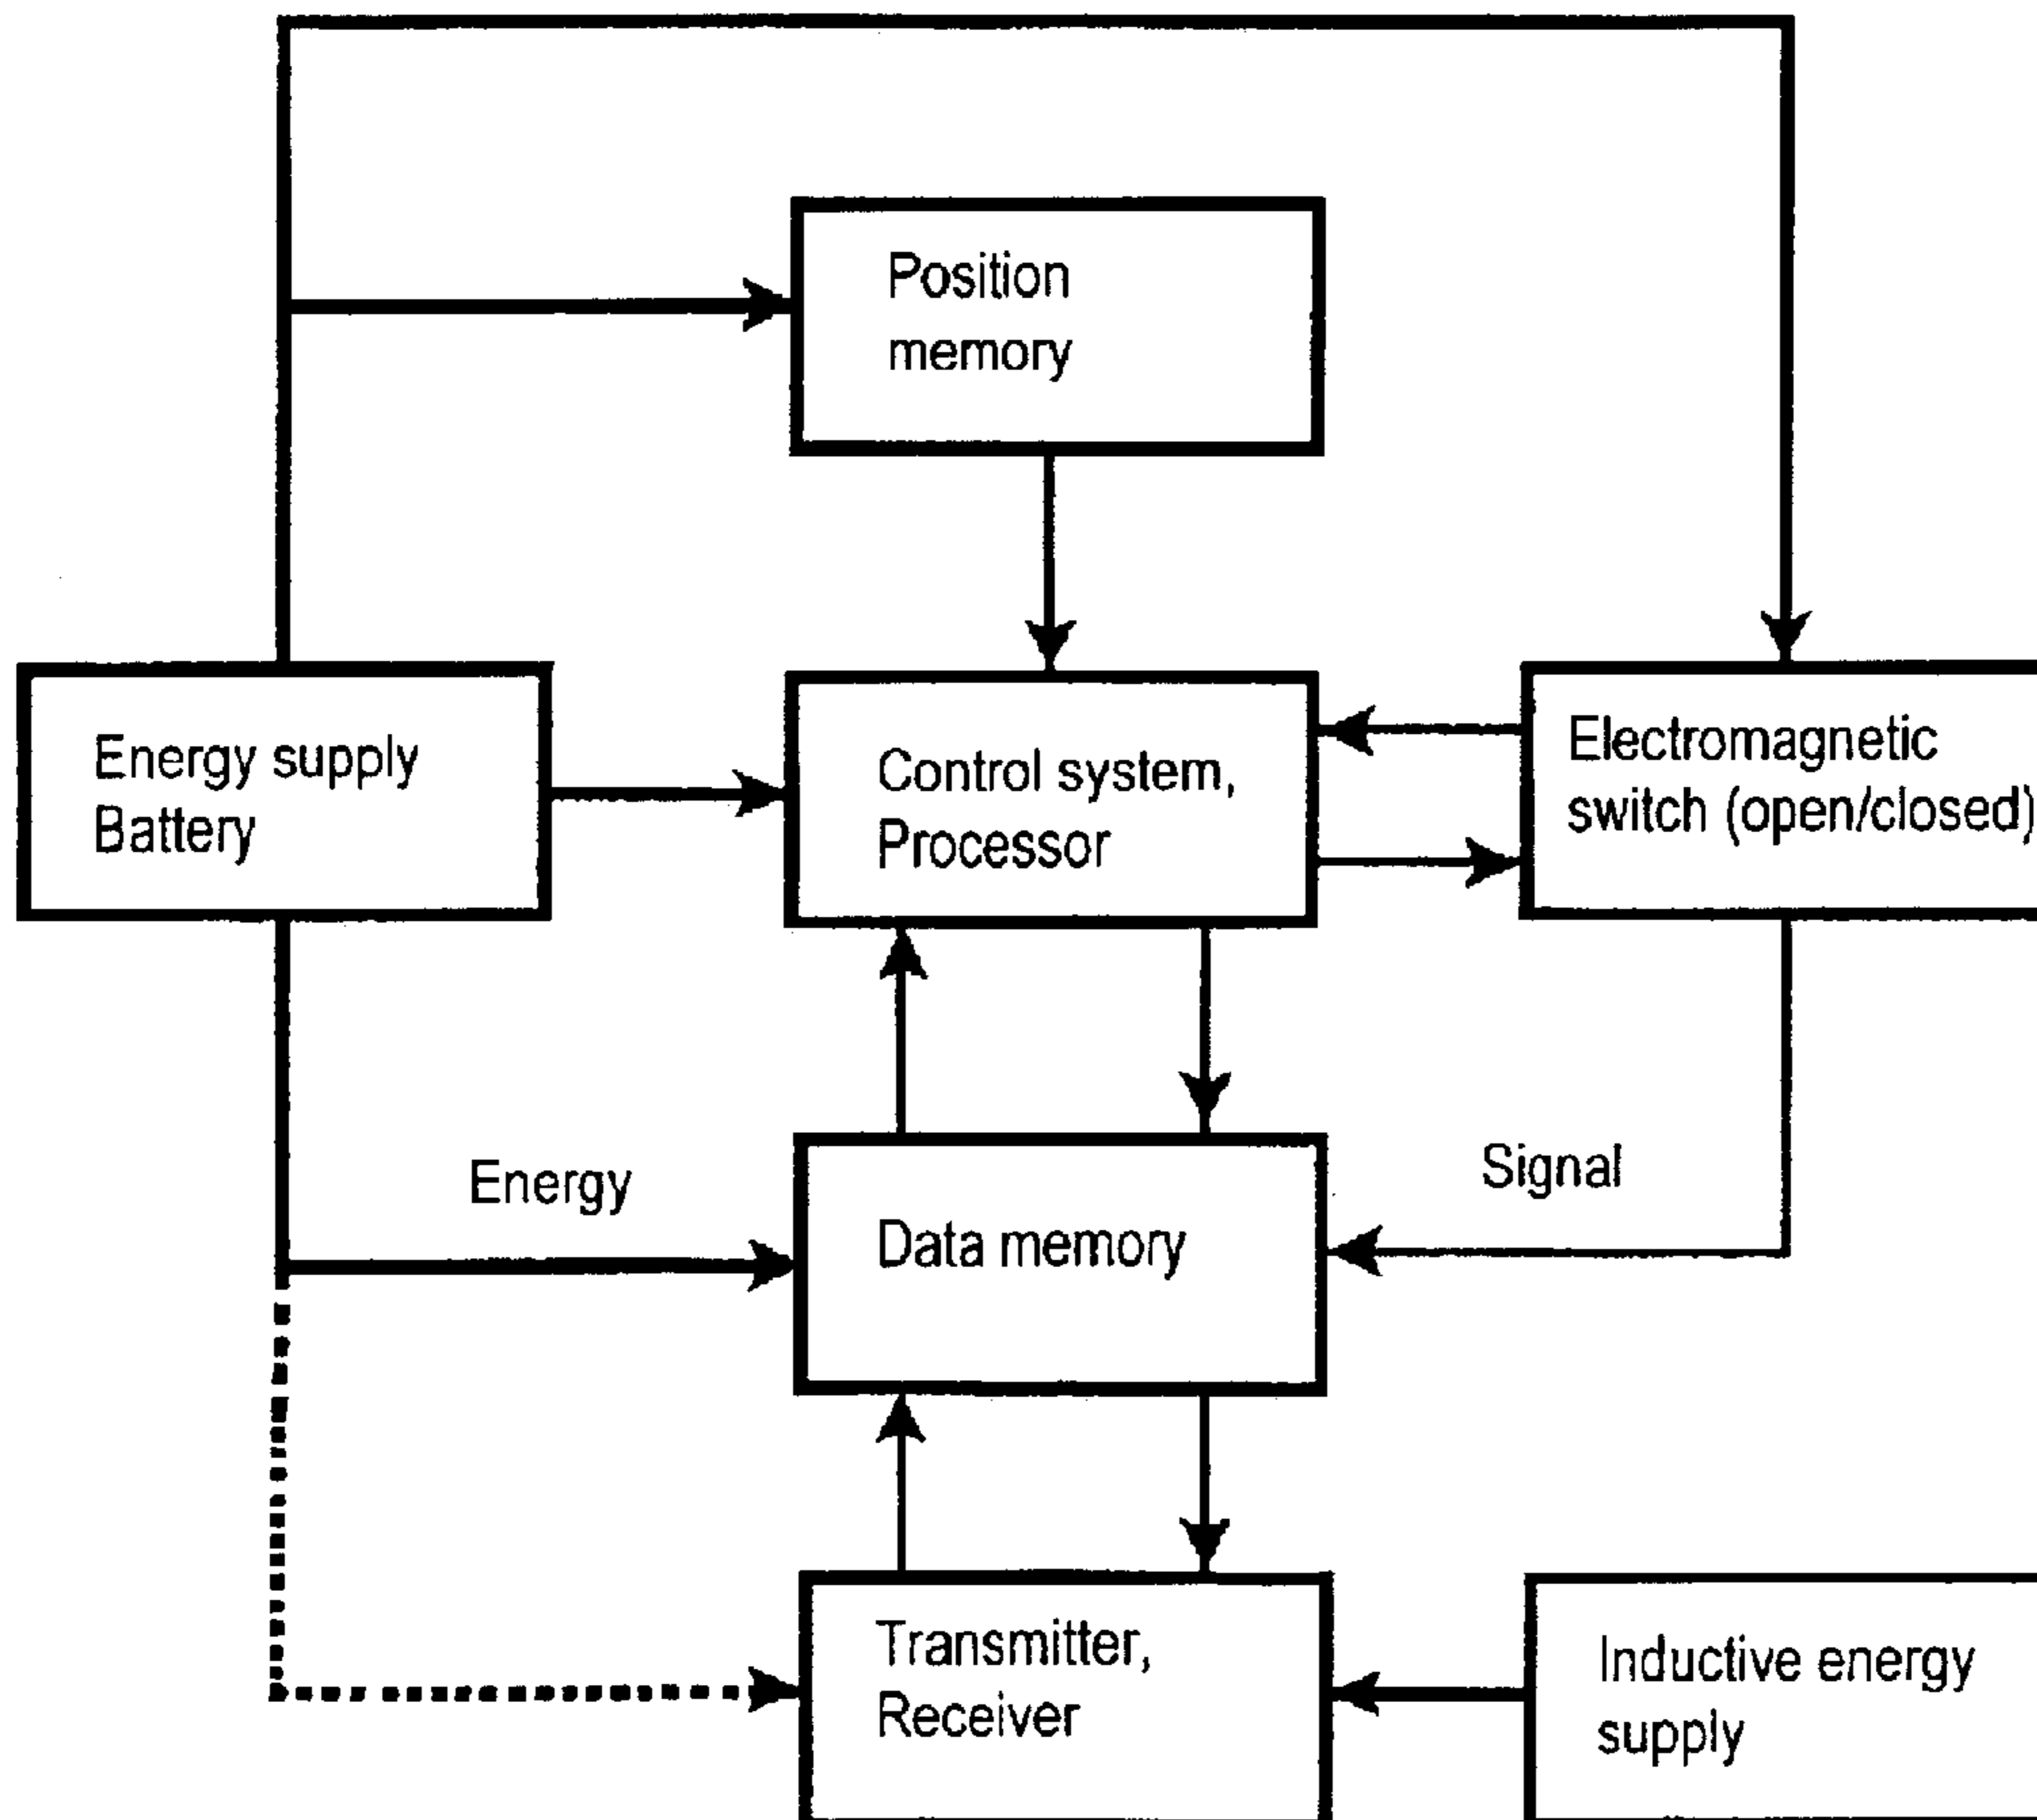 Position
memory
Energy supply
Battery
Control system,
Processor
Electromagnetic
switch (open/closed)
Energy
Signal
Data memory
Transmitter,
Receiver
Inductive energy
supply